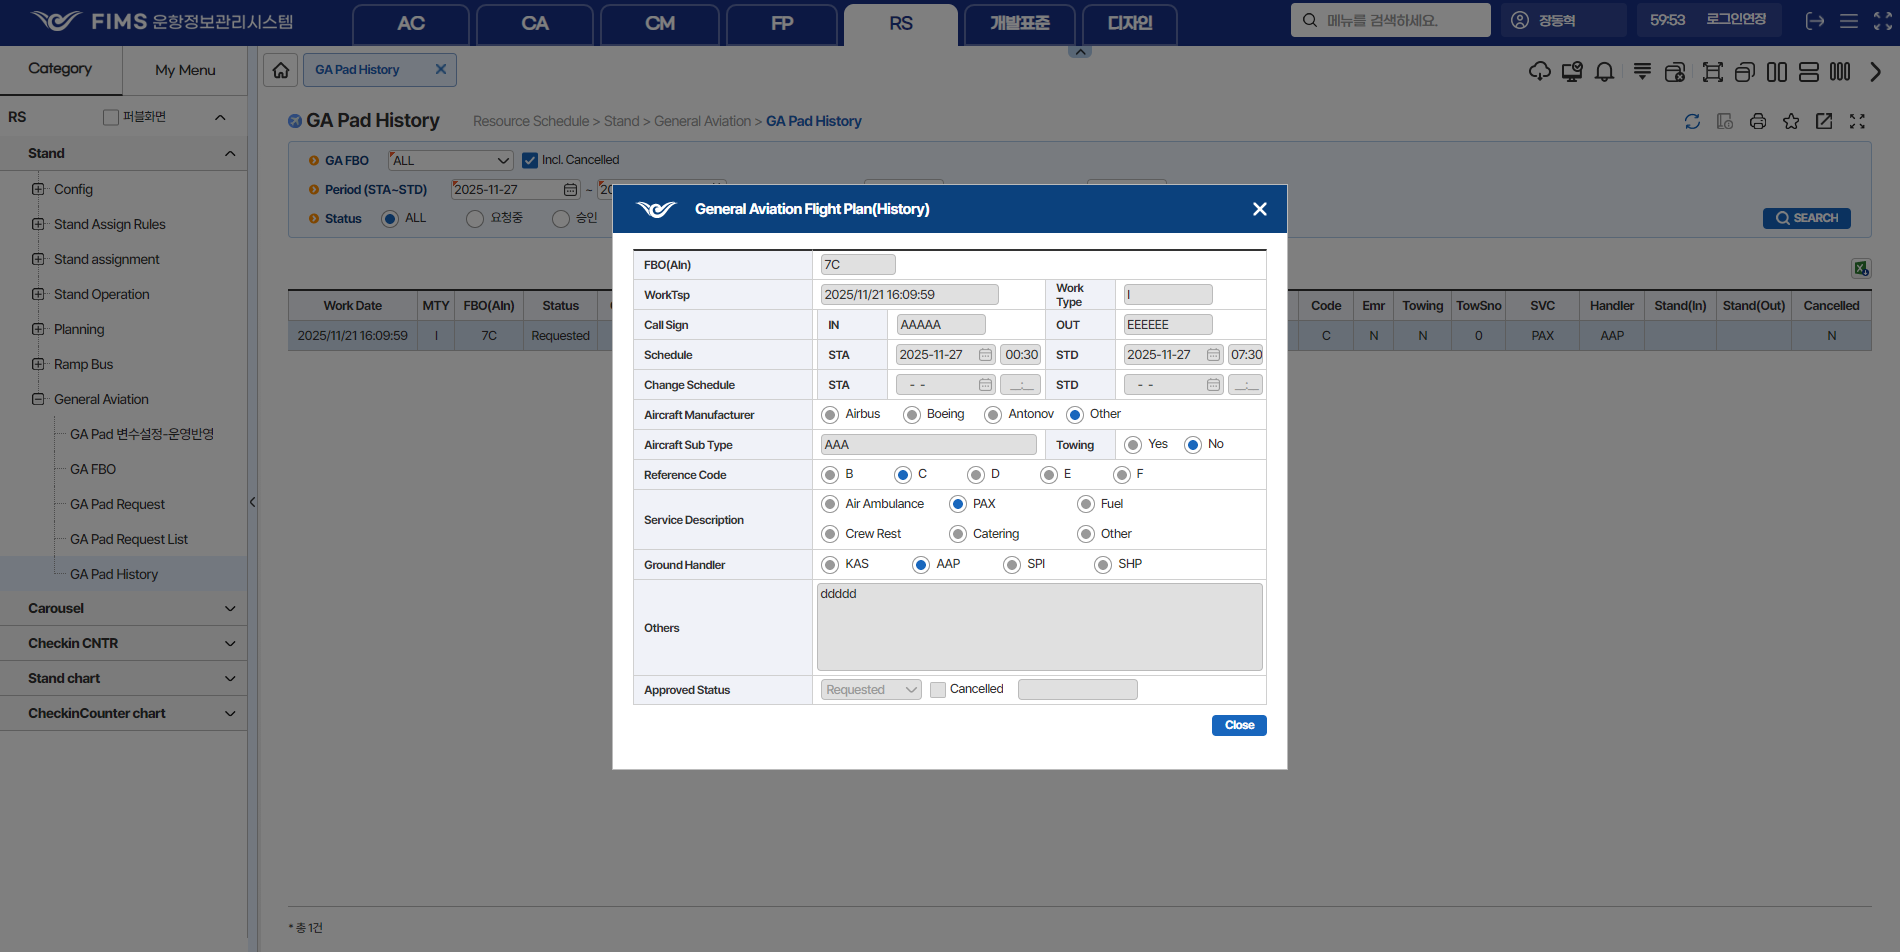 FIMS 운항정보관리시스템
AC
CA
CM
FP
RS
개발표준
디자인
메뉴를 검색하세요.
장동혁
59:53
로그인연장
Category
My Menu
GA Pad History
RS
퍼블화면
Stand
Config
Stand Assign Rules
Stand assignment
Stand Operation
Planning
Ramp Bus
General Aviation
GA Pad 변수설정-운영반영
GA FBO
GA Pad Request
GA Pad Request List
GA Pad History
Carousel
Checkin CNTR
Stand chart
CheckinCounter chart
GA Pad History
Resource Schedule > Stand > General Aviation > GA Pad History
GA FBO
ALL
Incl. Cancelled
Period (STA~STD)
2025-11-27
~
20
Status
ALL
요청중
승인
SEARCH
Work Date
MTY
FBO(Aln)
Status
Code
Emr
Towing
TowSno
SVC
Handler
Stand(In)
Stand(Out)
Cancelled
2025/11/21 16:09:59
I
7C
Requested
C
N
N
0
PAX
AAP
N
General Aviation Flight Plan(History)
FBO(Aln)
7C
WorkTsp
2025/11/21 16:09:59
Work
Type
I
Call Sign
IN
AAAAA
OUT
EEEEEE
Schedule
STA
2025-11-27
00:30
STD
2025-11-27
07:30
Change Schedule
STA
- -
__:__
STD
- -
__:__
Aircraft Manufacturer
Airbus
Boeing
Antonov
Other
Aircraft Sub Type
AAA
Towing
Yes
No
Reference Code
B
C
D
E
F
Service Description
Air Ambulance
PAX
Fuel
Crew Rest
Catering
Other
Ground Handler
KAS
AAP
SPI
SHP
Others
ddddd
Approved Status
Requested
Cancelled
Close
* 총 1건